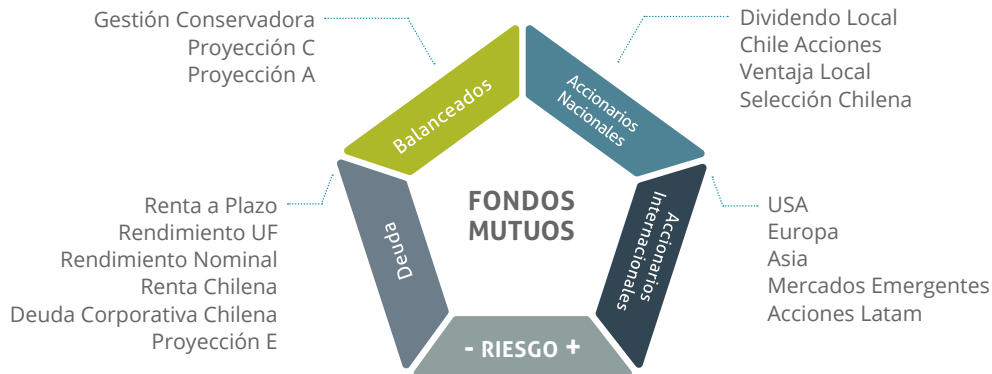 Gestión Conservadora
Proyección C
Proyección A
Balanceados
Accionarios
Nacionales
Dividendo Local
Chile Acciones
Ventaja Local
Selección Chilena
Renta a Plazo
Rendimiento UF
Rendimiento Nominal
Renta Chilena
Deuda Corporativa Chilena
Proyección E
Deuda
FONDOS
MUTUOS
Accionarios
Internacionales
USA
Europa
Asia
Mercados Emergentes
Acciones Latam
- RIESGO +